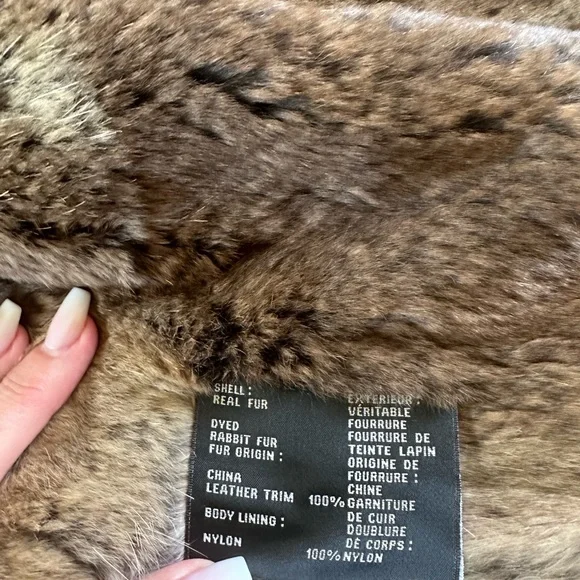 SHELL :
REAL FUR
DYED
RABBIT FUR
FUR ORIGIN :
CHINA
LEATHER TRIM 100%
BODY LINING :
NYLON 100%
EXTÉRIEUR :
VÉRITABLE
FOURRURE
FOURRURE DE
TEINTE LAPIN
ORIGINE DE
FOURRURE :
CHINE
GARNITURE
DE CUIR
DOUBLURE
DE CORPS :
NYLON